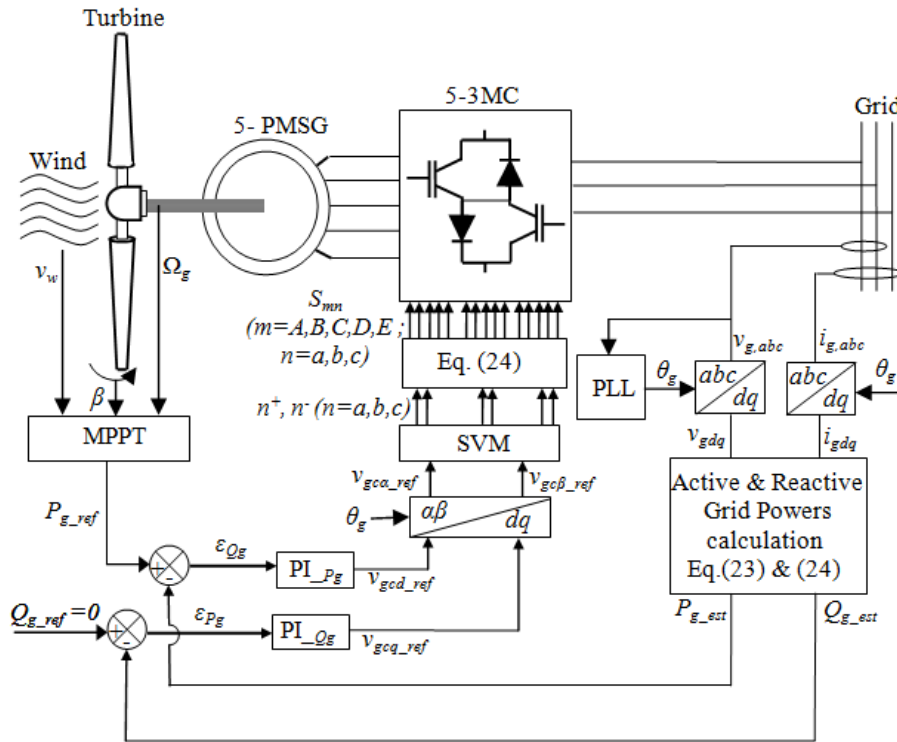 Turbine
5- PMSG
5-3MC
Grid
Wind
v_w
Ω_g
β
S_mn
(m=A,B,C,D,E ;
n=a,b,c)
Eq. (24)
n⁺, n⁻ (n=a,b,c)
SVM
MPPT
PLL
θ_g
v_g,abc
i_g,abc
abc
dq
abc
dq
θ_g
v_gdq
i_gdq
v_gcα_ref
v_gcβ_ref
θ_g
αβ
dq
Active & Reactive
Grid Powers
calculation
Eq.(23) & (24)
P_g_ref
+
-
ε_Qg
PI_Pg
v_gcd_ref
P_g_est
Q_g_est
Q_g_ref=0
+
-
ε_Pg
PI_Qg
v_gcq_ref